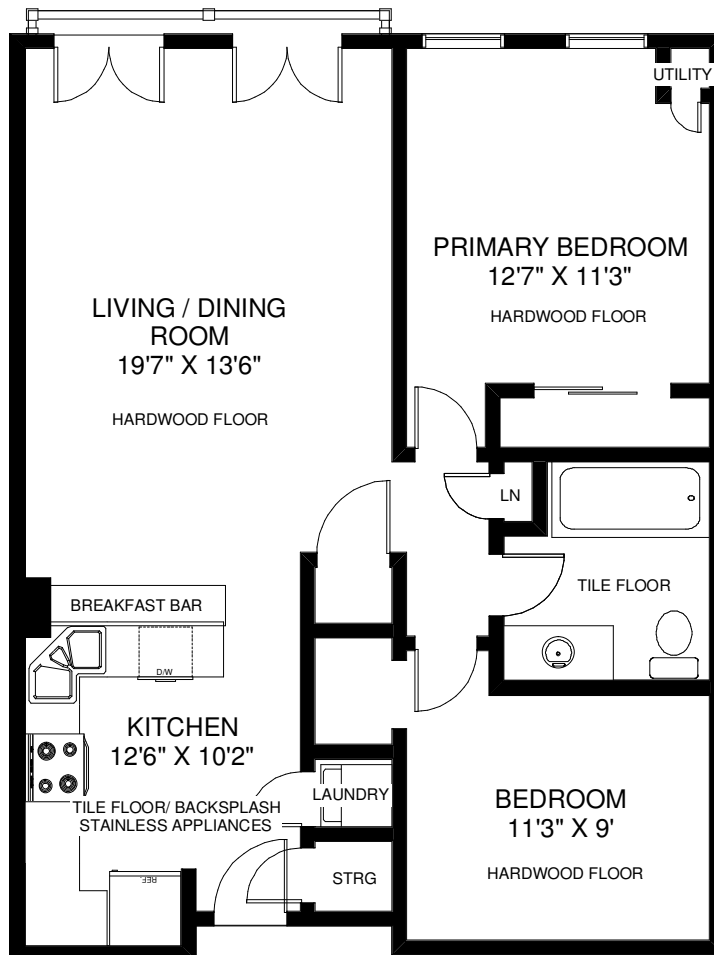 UTILITY
PRIMARY BEDROOM
12'7" X 11'3"
HARDWOOD FLOOR
LIVING / DINING
ROOM
19'7" X 13'6"
HARDWOOD FLOOR
LN
TILE FLOOR
BREAKFAST BAR
D/W
KITCHEN
12'6" X 10'2"
TILE FLOOR/ BACKSPLASH
STAINLESS APPLIANCES
LAUNDRY
BEDROOM
11'3" X 9'
HARDWOOD FLOOR
STRG
REF.